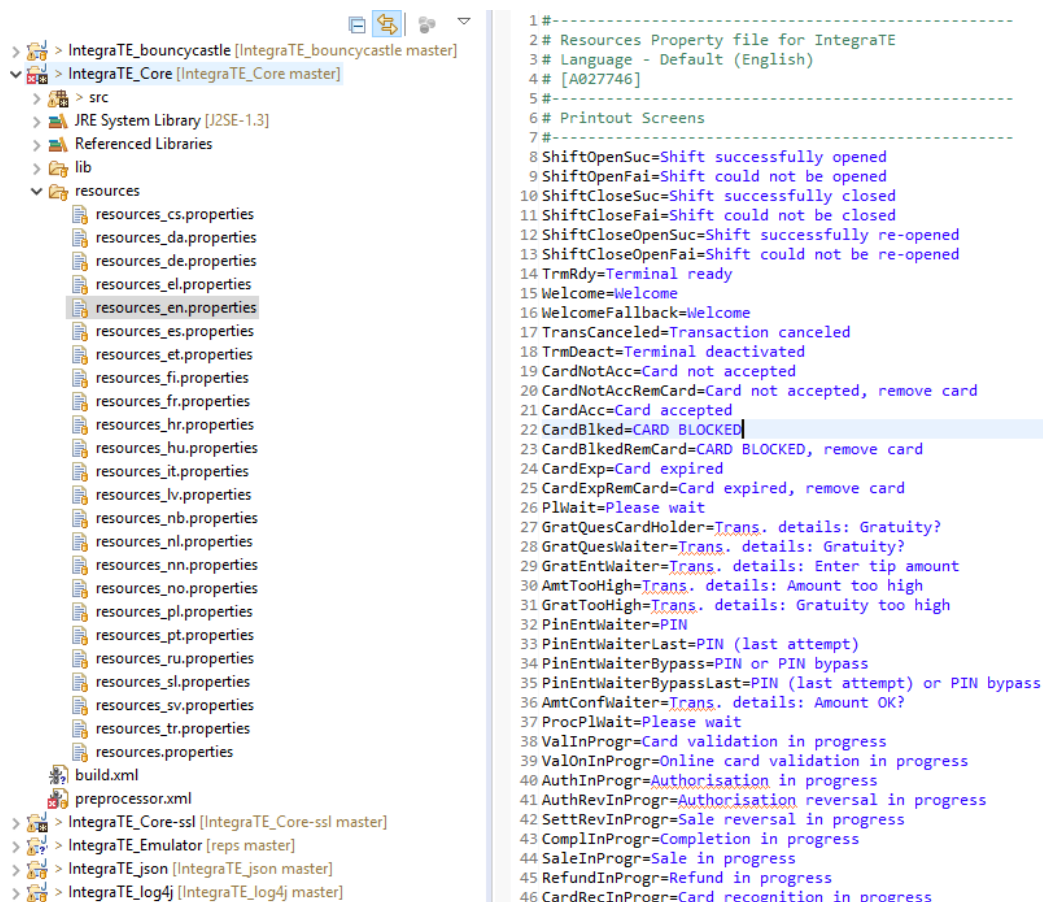 > IntegraTE_bouncycastle [IntegraTE_bouncycastle master]
> IntegraTE_Core [IntegraTE_Core master]
> src
JRE System Library [J2SE-1.3]
Referenced Libraries
lib
resources
resources_cs.properties
resources_da.properties
resources_de.properties
resources_el.properties
resources_en.properties
resources_es.properties
resources_et.properties
resources_fi.properties
resources_fr.properties
resources_hr.properties
resources_hu.properties
resources_it.properties
resources_lv.properties
resources_nb.properties
resources_nl.properties
resources_nn.properties
resources_no.properties
resources_pl.properties
resources_pt.properties
resources_ru.properties
resources_sl.properties
resources_sv.properties
resources_tr.properties
resources.properties
build.xml
preprocessor.xml
> IntegraTE_Core-ssl [IntegraTE_Core-ssl master]
> IntegraTE_Emulator [reps master]
> IntegraTE_json [IntegraTE_json master]
> IntegraTE_log4j [IntegraTE_log4j master]
1 #---------------------------------------------------
2 # Resources Property file for IntegraTE
3 # Language - Default (English)
4 # [A027746]
5 #---------------------------------------------------
6 # Printout Screens
7 #---------------------------------------------------
8 ShiftOpenSuc=Shift successfully opened
9 ShiftOpenFai=Shift could not be opened
10 ShiftCloseSuc=Shift successfully closed
11 ShiftCloseFai=Shift could not be closed
12 ShiftCloseOpenSuc=Shift successfully re-opened
13 ShiftCloseOpenFai=Shift could not be re-opened
14 TrmRdy=Terminal ready
15 Welcome=Welcome
16 WelcomeFallback=Welcome
17 TransCanceled=Transaction canceled
18 TrmDeact=Terminal deactivated
19 CardNotAcc=Card not accepted
20 CardNotAccRemCard=Card not accepted, remove card
21 CardAcc=Card accepted
22 CardBlked=CARD BLOCKED
23 CardBlkedRemCard=CARD BLOCKED, remove card
24 CardExp=Card expired
25 CardExpRemCard=Card expired, remove card
26 PlWait=Please wait
27 GratQuesCardHolder=Trans. details: Gratuity?
28 GratQuesWaiter=Trans. details: Gratuity?
29 GratEntWaiter=Trans. details: Enter tip amount
30 AmtTooHigh=Trans. details: Amount too high
31 GratTooHigh=Trans. details: Gratuity too high
32 PinEntWaiter=PIN
33 PinEntWaiterLast=PIN (last attempt)
34 PinEntWaiterBypass=PIN or PIN bypass
35 PinEntWaiterBypassLast=PIN (last attempt) or PIN bypass
36 AmtConfWaiter=Trans. details: Amount OK?
37 ProcPlWait=Please wait
38 ValInProgr=Card validation in progress
39 ValOnInProgr=Online card validation in progress
40 AuthInProgr=Authorisation in progress
41 AuthRevInProgr=Authorisation reversal in progress
42 SettRevInProgr=Sale reversal in progress
43 ComplInProgr=Completion in progress
44 SaleInProgr=Sale in progress
45 RefundInProgr=Refund in progress
46 CardRecInProgr=Card recognition in progress